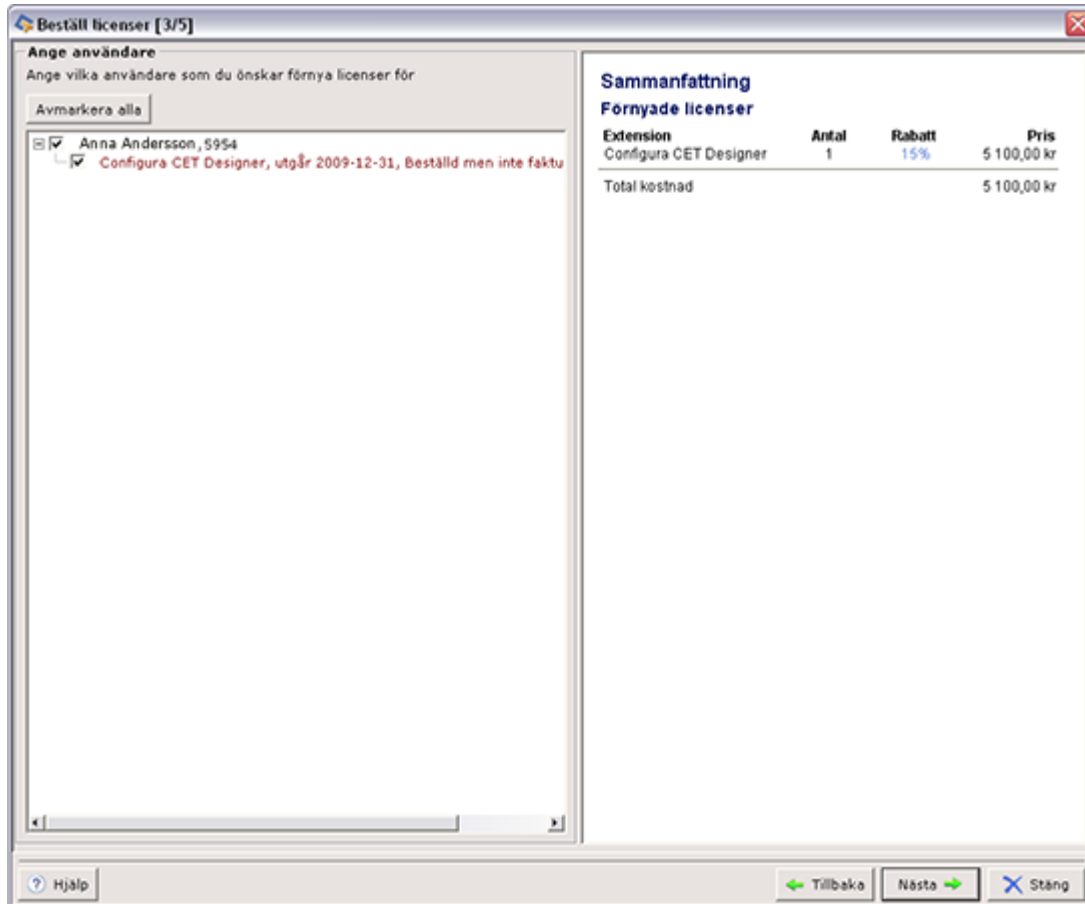 Beställ licenser [3/5]
Ange användare
Ange vilka användare som du önskar förnya licenser för
Avmarkera alla
Anna Andersson, 5954
Configura CET Designer, utgår 2009-12-31, Beställd men inte faktu
Sammanfattning
Förnyade licenser
Extension Antal Rabatt Pris
Configura CET Designer 1 15% 5 100,00 kr
Total kostnad 5 100,00 kr
Hjälp Tillbaka Nästa Stäng